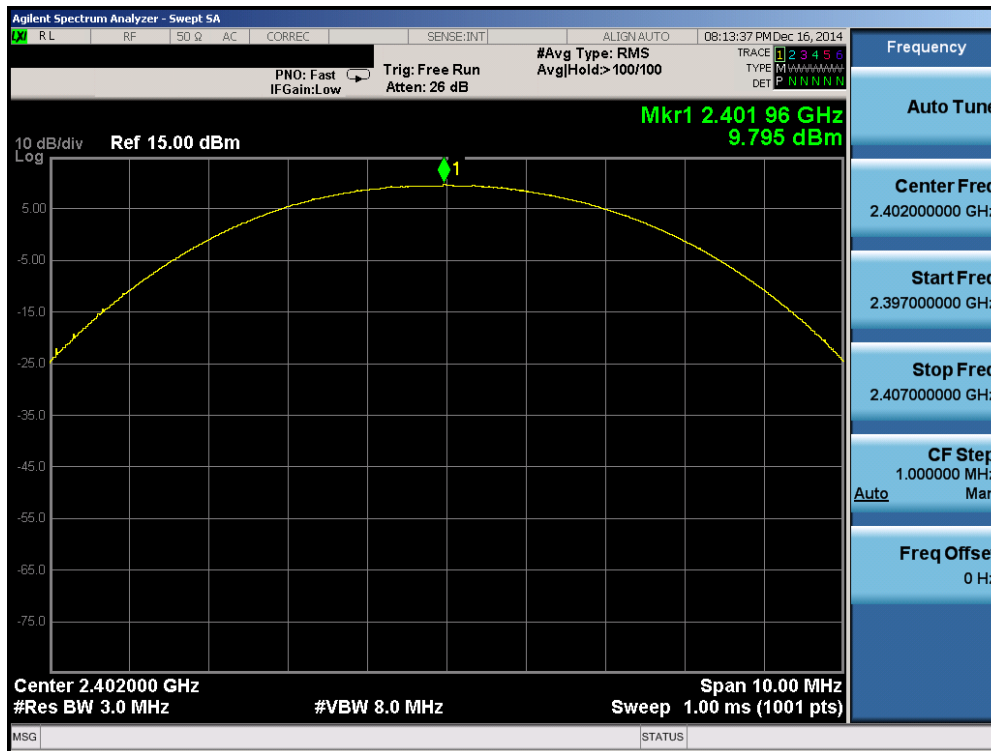 Agilent Spectrum Analyzer - Swept SA
LXI RL RF 50 Ω AC CORREC SENSE:INT ALIGN AUTO 08:13:37 PM Dec 16, 2014
Frequency
#Avg Type: RMS TRACE 1 2 3 4 5 6
PNO: Fast Trig: Free Run Avg|Hold:>100/100 TYPE M W W W W W
IFGain:Low Atten: 26 dB DET P N N N N N
Auto Tune
Mkr1 2.401 96 GHz
9.795 dBm
10 dB/div Ref 15.00 dBm
Log
1
5.00
-5.00
-15.0
-25.0
-35.0
-45.0
-55.0
-65.0
-75.0
Center Freq
2.402000000 GHz
Start Freq
2.397000000 GHz
Stop Freq
2.407000000 GHz
CF Step
1.000000 MHz
Auto Man
Freq Offset
0 Hz
Center 2.402000 GHz Span 10.00 MHz
#Res BW 3.0 MHz #VBW 8.0 MHz Sweep 1.00 ms (1001 pts)
MSG STATUS